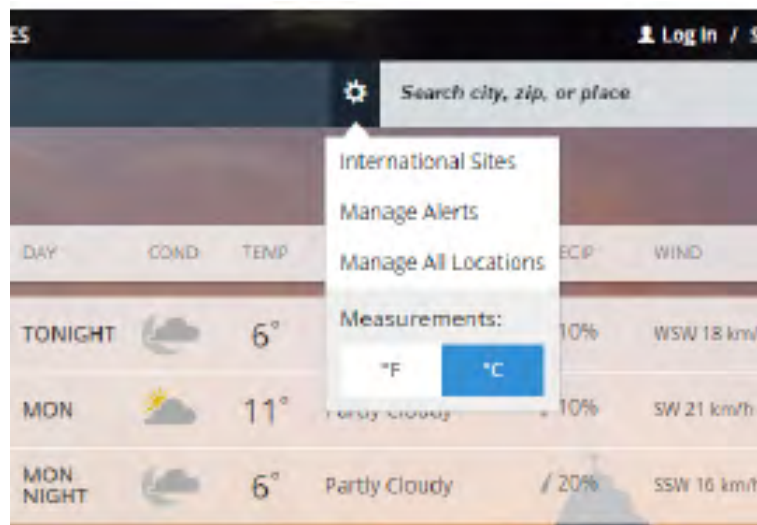 ES
Log in / S
Search city, zip, or place
International Sites
Manage Alerts
Manage All Locations
DAY COND TEMP ECIP WIND
Measurements:
°F °C
TONIGHT 6° 10% WSW 18 km/
MON 11° Partly Cloudy / 10% SW 21 km/h
MON NIGHT 6° Partly Cloudy / 20% SSW 16 km/h